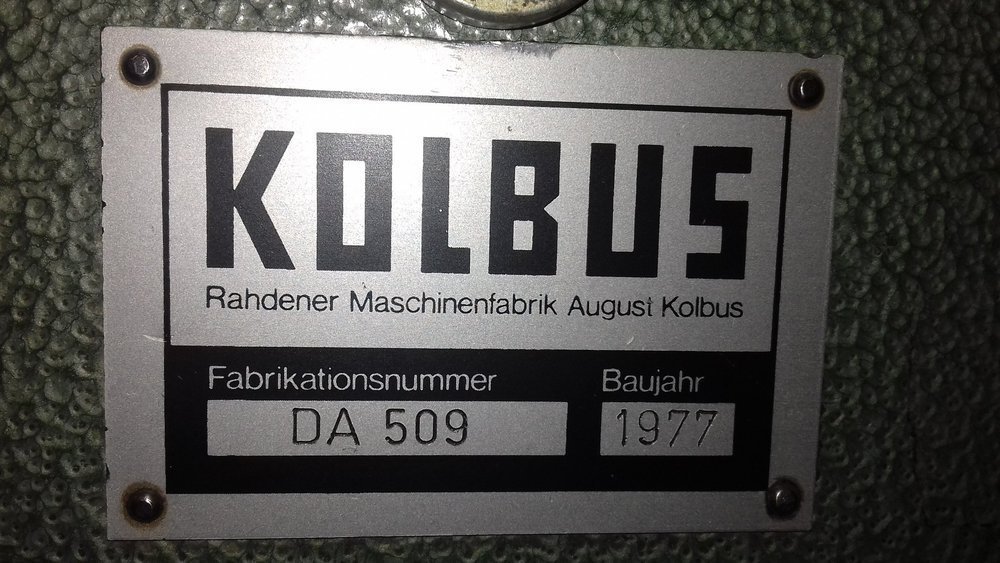 KOLBUS
Rahdener Maschinenfabrik August Kolbus
Fabrikationsnummer Baujahr
DA 509 1977